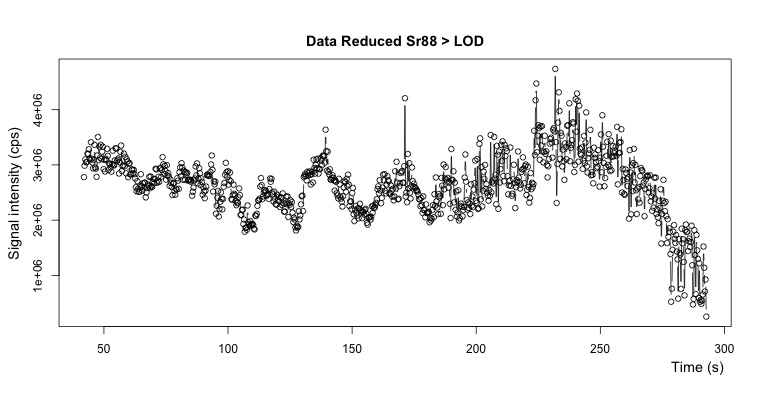 Data Reduced Sr88 > LOD
Signal intensity (cps)
4e+06
3e+06
2e+06
1e+06
50 100 150 200 250 300
Time (s)